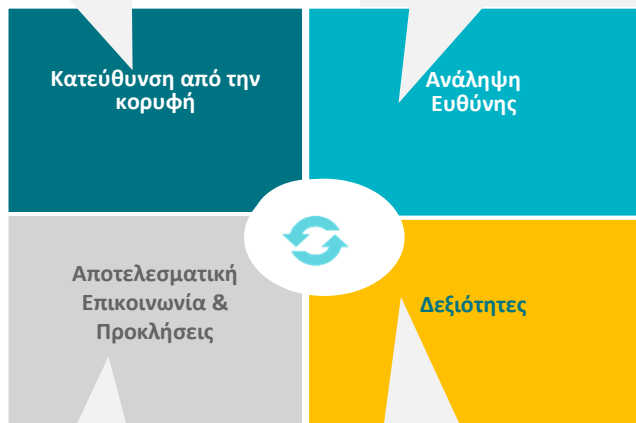 Κατεύθυνση από την
κορυφή
Ανάληψη
Ευθύνης
Αποτελεσματική
Επικοινωνία &
Προκλήσεις
Δεξιότητες